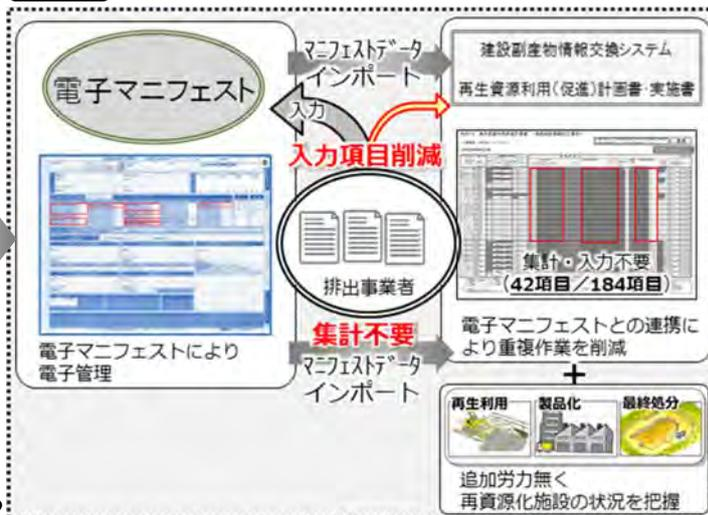 電子マニフェスト
マニフェストデータ
インポート
建設副産物情報交換システム
再生資源利用(促進)計画書・実施書
入力
入力項目削減
排出事業者
集計・入力不要
(42項目/184項目)
電子マニフェストにより
電子管理
集計不要
マニフェストデータ
インポート
電子マニフェストとの連携に
より重複作業を削減
+
再生利用
製品化
最終処分
追加労力無く
再資源化施設の状況を把握